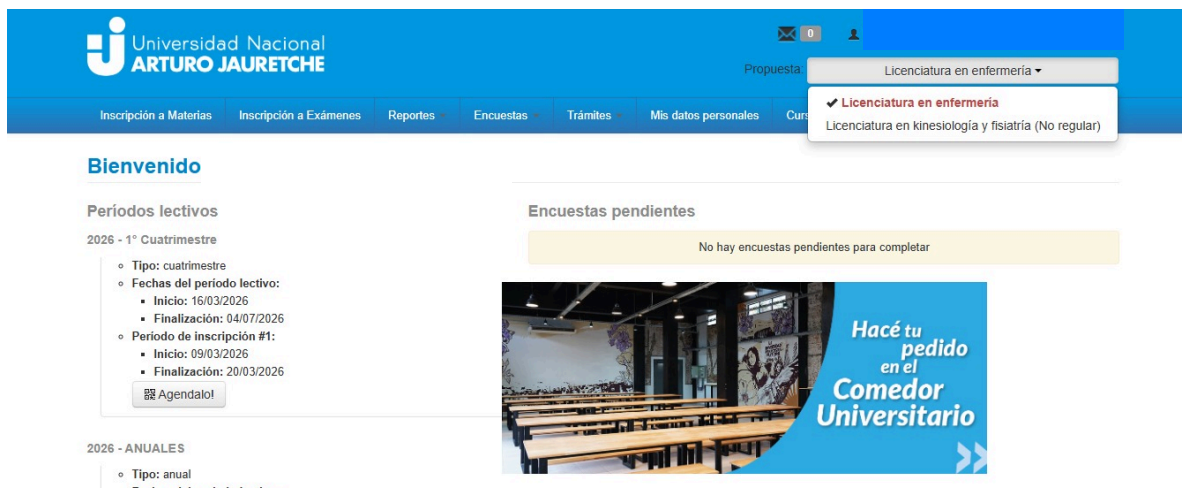 Universidad Nacional
ARTURO JAURETCHE
0
Propuesta:
Licenciatura en enfermería
Licenciatura en enfermería
Licenciatura en kinesiología y fisiatría (No regular)
Inscripción a Materias Inscripción a Exámenes Reportes Encuestas Trámites Mis datos personales
Bienvenido
Períodos lectivos
2026 - 1° Cuatrimestre
Tipo: cuatrimestre
Fechas del período lectivo:
Inicio: 16/03/2026
Finalización: 04/07/2026
Período de inscripción #1:
Inicio: 09/03/2026
Finalización: 20/03/2026
Agendalo!
2026 - ANUALES
Tipo: anual
Encuestas pendientes
No hay encuestas pendientes para completar
Hacé tu
pedido
en el
Comedor
Universitario